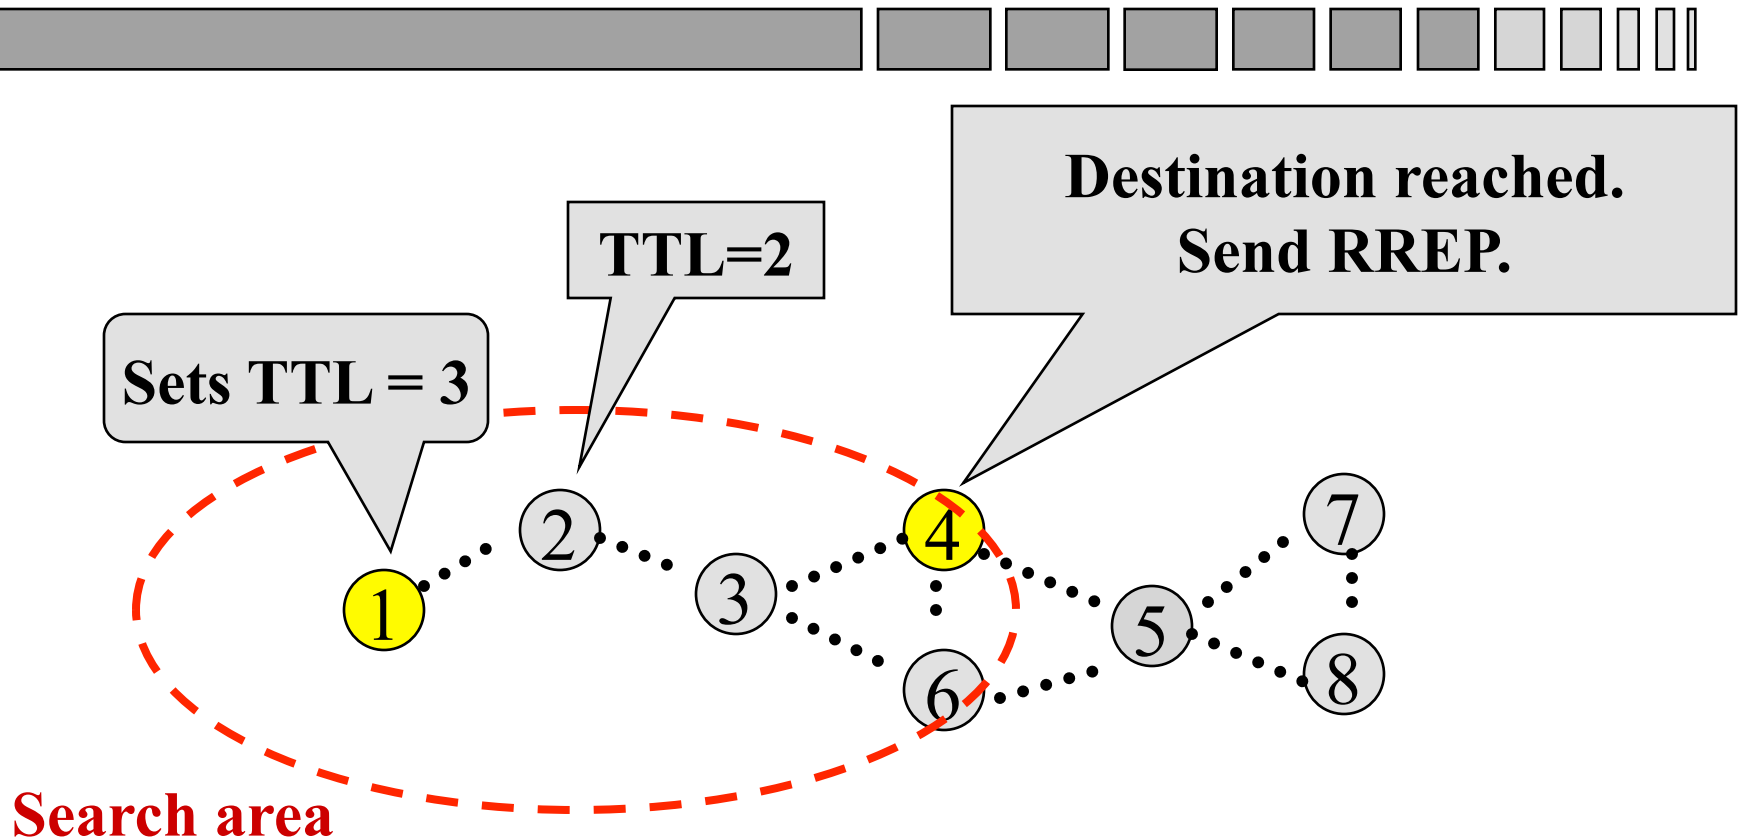 Destination reached.
Send RREP.
TTL=2
Sets TTL = 3
2
4
7
1
3
5
6
8
Search area